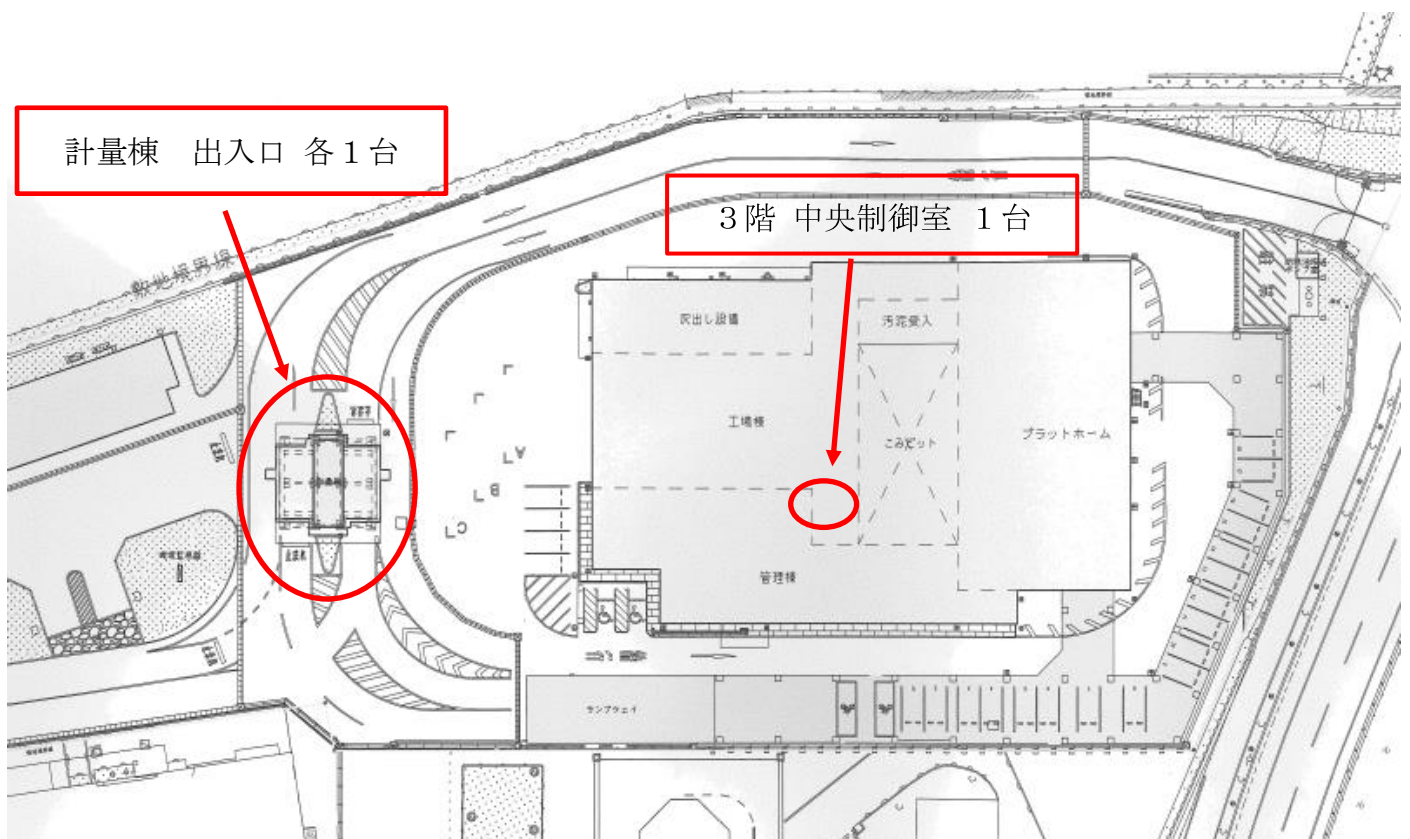 計量棟　出入口 各１台
３階 中央制御室 １台
敷地境界線
灰出し設備
汚泥受入
工場棟
ごみピット
プラットホーム
A
B
C
管理棟
ランプウェイ